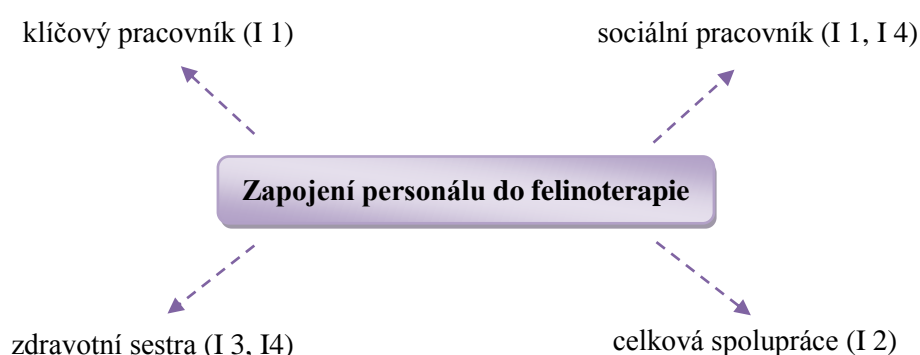 klíčový pracovník (I 1)
sociální pracovník (I 1, I 4)
Zapojení personálu do felinoterapie
zdravotní sestra (I 3, I4)
celková spolupráce (I 2)